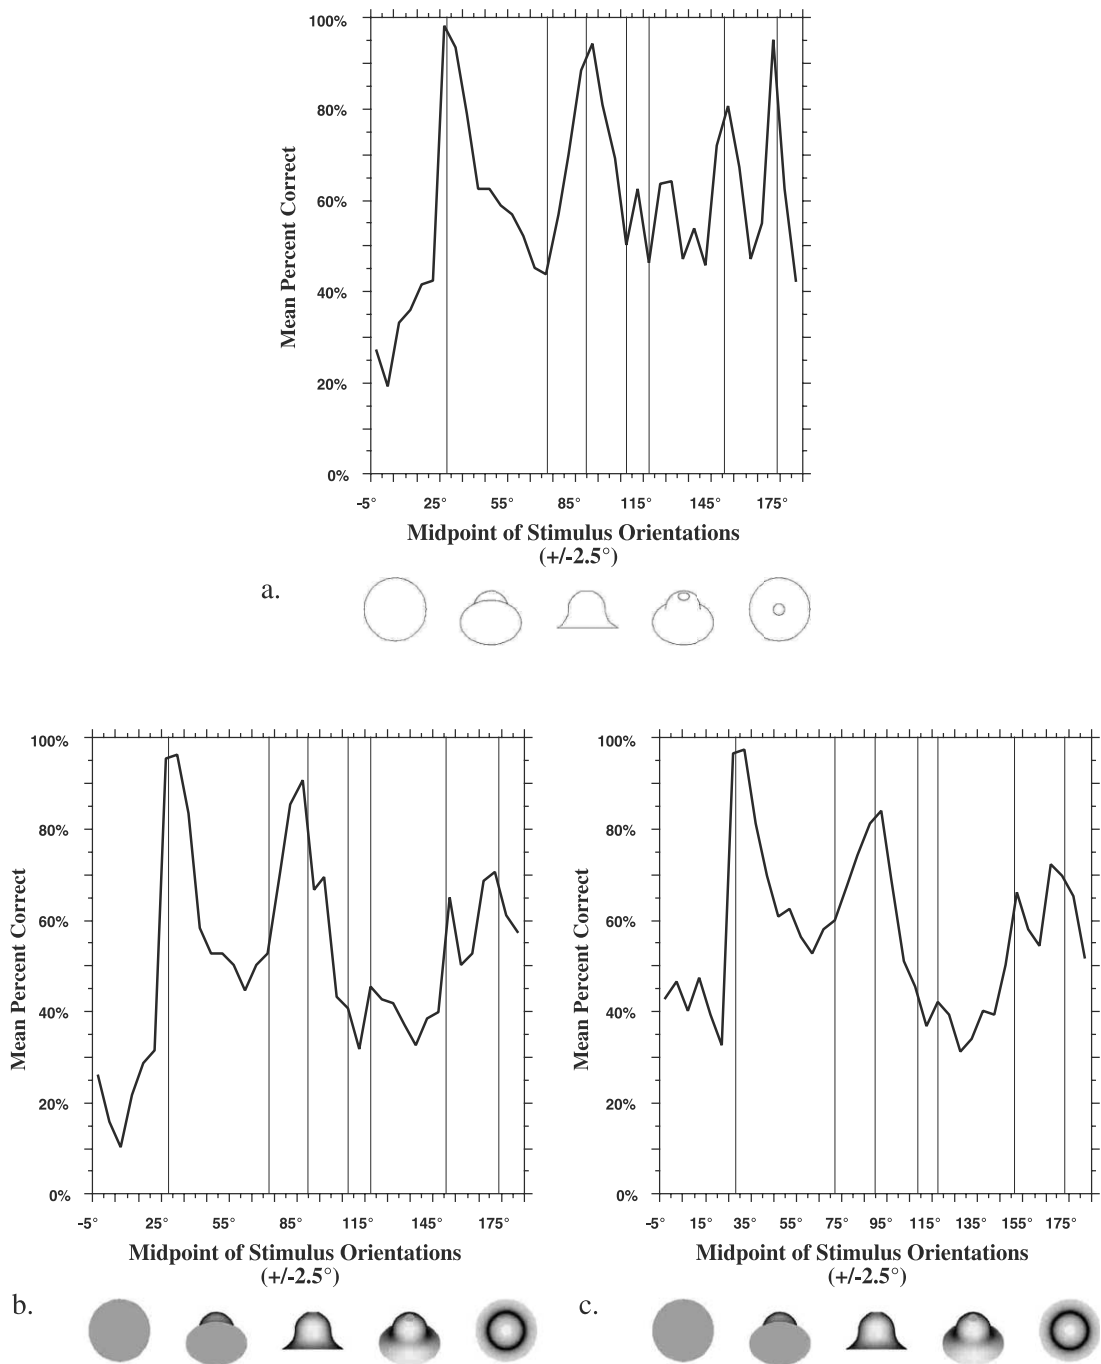 100%
80%
60%
40%
20%
0%
Mean Percent Correct
-5° 25° 55° 85° 115° 145° 175°
Midpoint of Stimulus Orientations
(+/-2.5°)
a.
100%
80%
60%
40%
20%
0%
Mean Percent Correct
-5° 25° 55° 85° 115° 145° 175°
Midpoint of Stimulus Orientations
(+/-2.5°)
b.
100%
80%
60%
40%
20%
0%
Mean Percent Correct
-5° 15° 35° 55° 75° 95° 115° 135° 155° 175°
Midpoint of Stimulus Orientations
(+/-2.5°)
c.